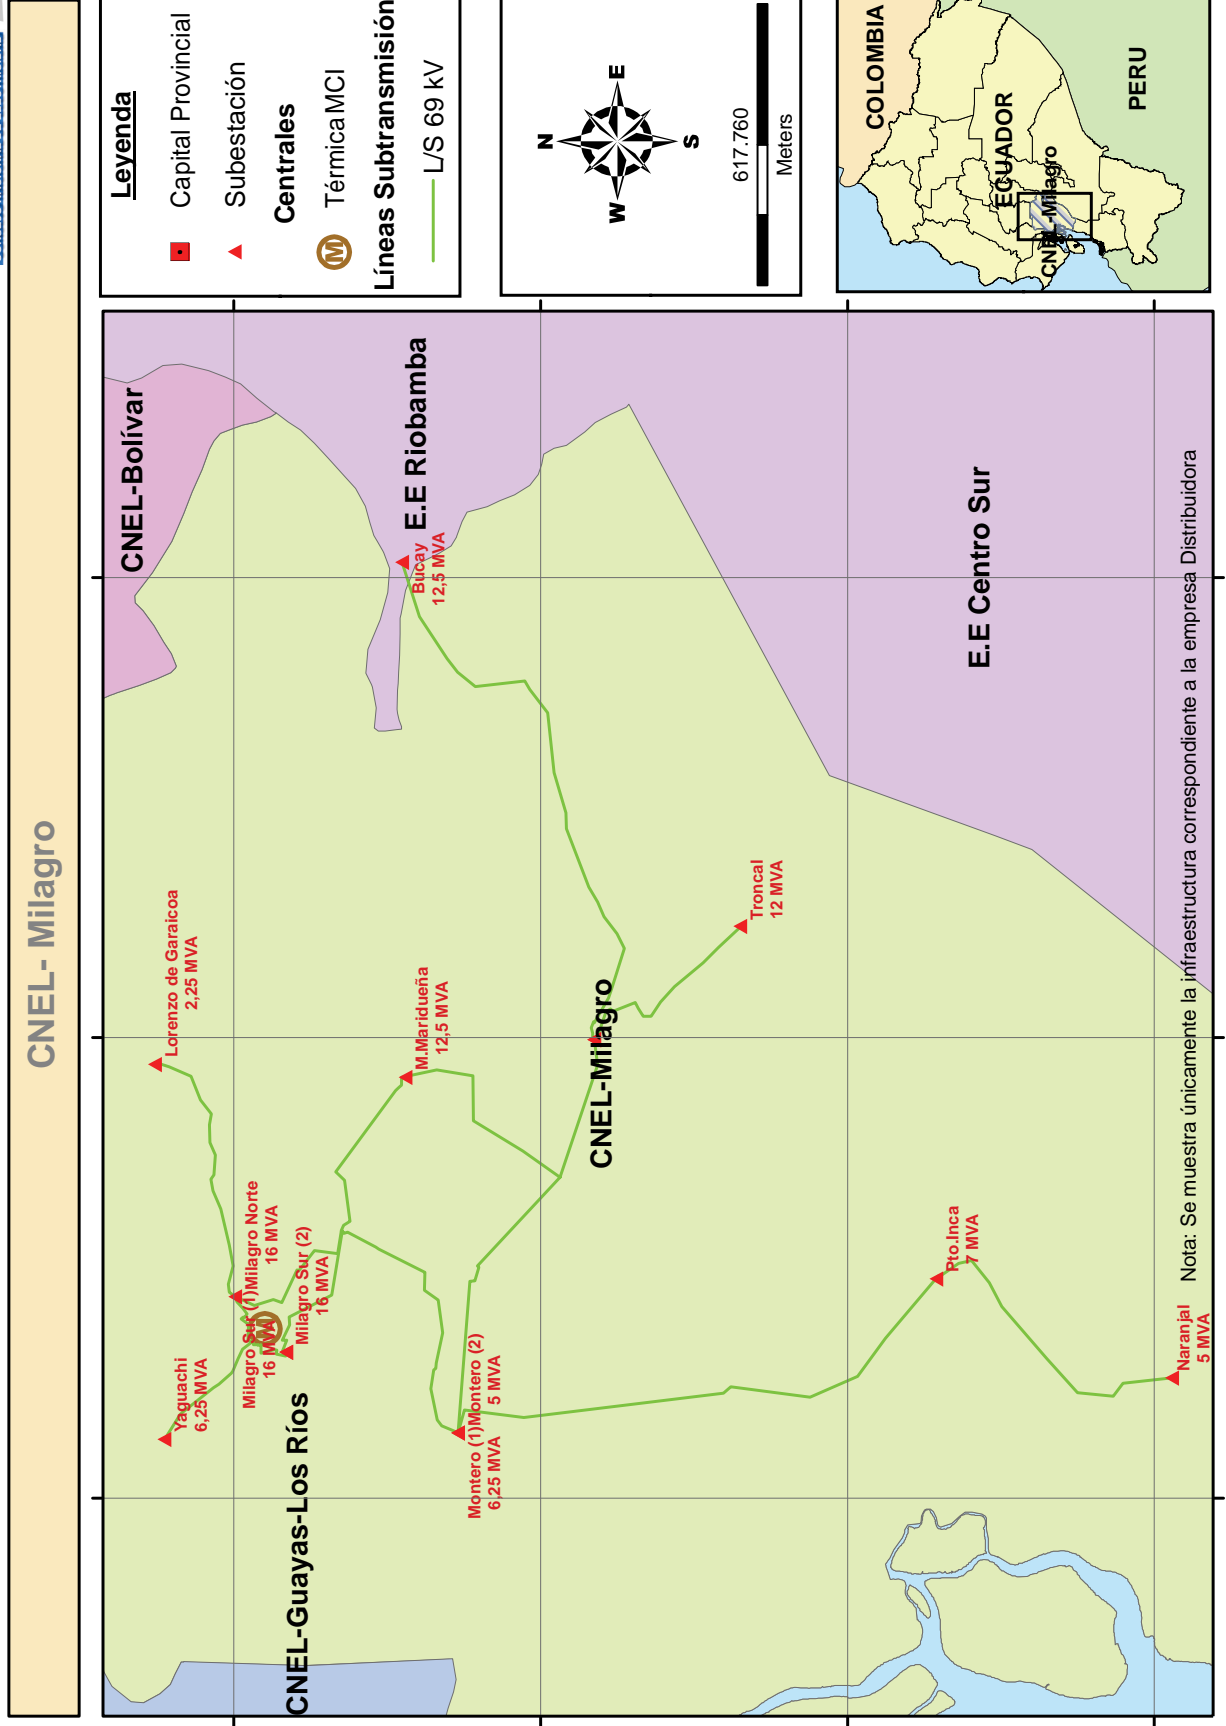 CNEL- Milagro
CNEL-Bolívar
E.E Riobamba
E.E Centro Sur
CNEL-Milagro
CNEL-Guayas-Los Ríos
Lorenzo de Garaicoa
2,25 MVA
Bucay
12,5 MVA
M.Maridueña
12,5 MVA
Troncal
12 MVA
Milagro Norte
16 MVA
Milagro Sur (1)
16 MVA
Milagro Sur (2)
16 MVA
M
Yaguachi
6,25 MVA
Montero (1)
6,25 MVA
Montero (2)
5 MVA
Pto.Inca
7 MVA
Naranjal
5 MVA
Nota: Se muestra únicamente la infraestructura correspondiente a la empresa Distribuidora
Leyenda
Capital Provincial
Subestación
Centrales
M Térmica MCI
Líneas Subtransmisión
L/S 69 kV
N
W
E
S
617.760
Meters
COLOMBIA
ECUADOR
CNEL-Milagro
PERU